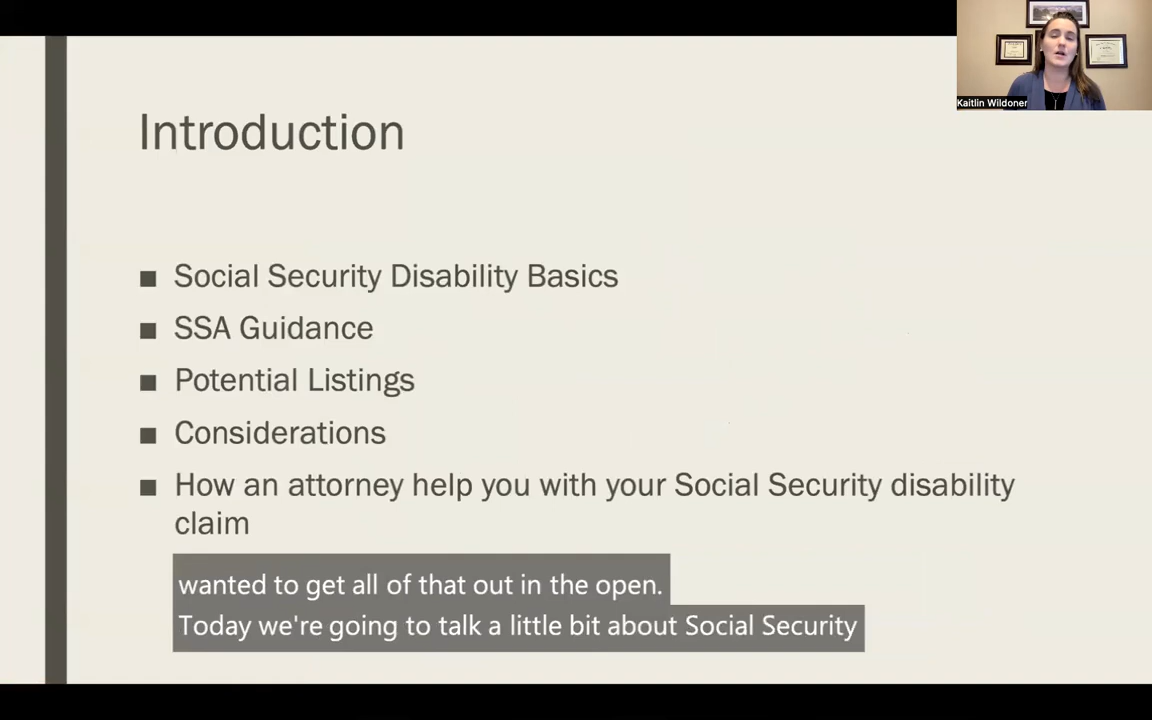 Kaitlin Wildoner
Introduction
■ Social Security Disability Basics
■ SSA Guidance
■ Potential Listings
■ Considerations
■ How an attorney help you with your Social Security disability
claim
wanted to get all of that out in the open.
Today we're going to talk a little bit about Social Security